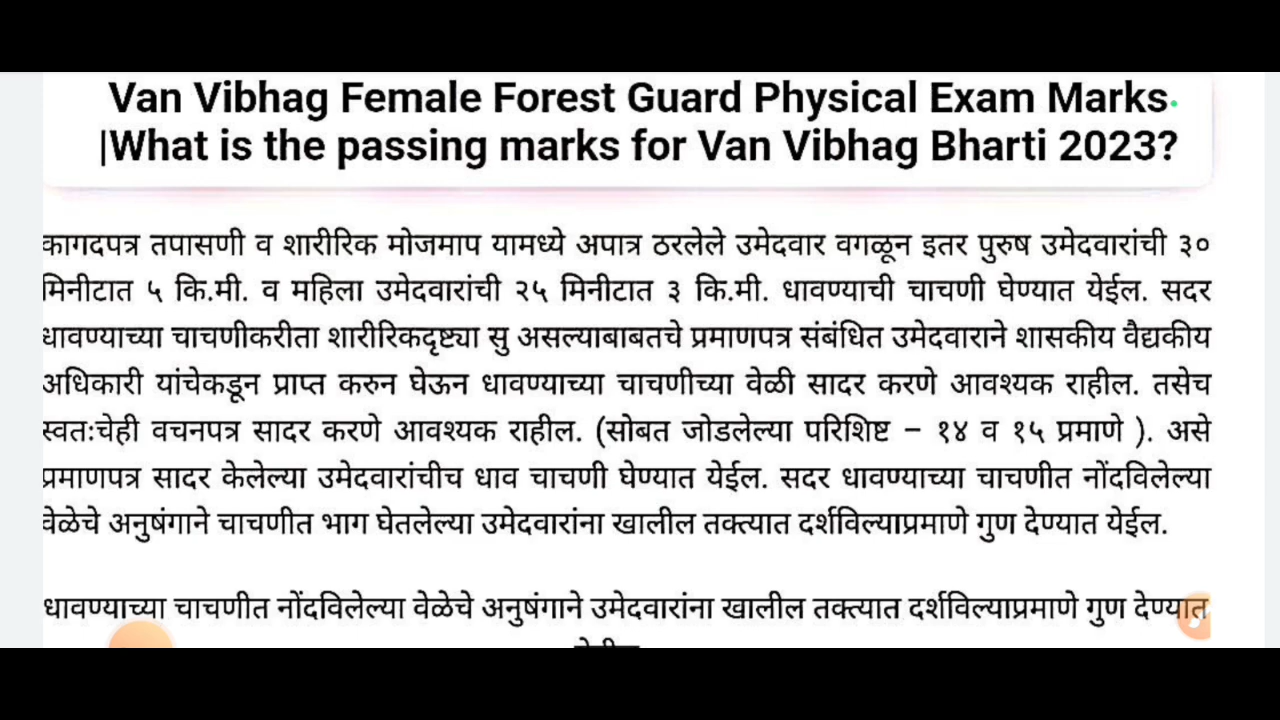 Van Vibhag Female Forest Guard Physical Exam Marks
|What is the passing marks for Van Vibhag Bharti 2023?
कागदपत्र तपासणी व शारीरिक मोजमाप यामध्ये अपात्र ठरलेले उमेदवार वगळून इतर पुरुष उमेदवारांची ३०
मिनीटात ५ कि.मी. व महिला उमेदवारांची २५ मिनीटात ३ कि.मी. धावण्याची चाचणी घेण्यात येईल. सदर
धावण्याच्या चाचणीकरीता शारीरिकदृष्ट्या सु असल्याबाबतचे प्रमाणपत्र संबंधित उमेदवाराने शासकीय वैद्यकीय
अधिकारी यांचेकडून प्राप्त करुन घेऊन धावण्याच्या चाचणीच्या वेळी सादर करणे आवश्यक राहील. तसेच
स्वतःचेही वचनपत्र सादर करणे आवश्यक राहील. (सोबत जोडलेल्या परिशिष्ट – १४ व १५ प्रमाणे ). असे
प्रमाणपत्र सादर केलेल्या उमेदवारांचीच धाव चाचणी घेण्यात येईल. सदर धावण्याच्या चाचणीत नोंदविलेल्या
वेळेचे अनुषंगाने चाचणीत भाग घेतलेल्या उमेदवारांना खालील तक्त्यात दर्शविल्याप्रमाणे गुण देण्यात येईल.
धावण्याच्या चाचणीत नोंदविलेल्या वेळेचे अनुषंगाने उमेदवारांना खालील तक्त्यात दर्शविल्याप्रमाणे गुण देण्यात